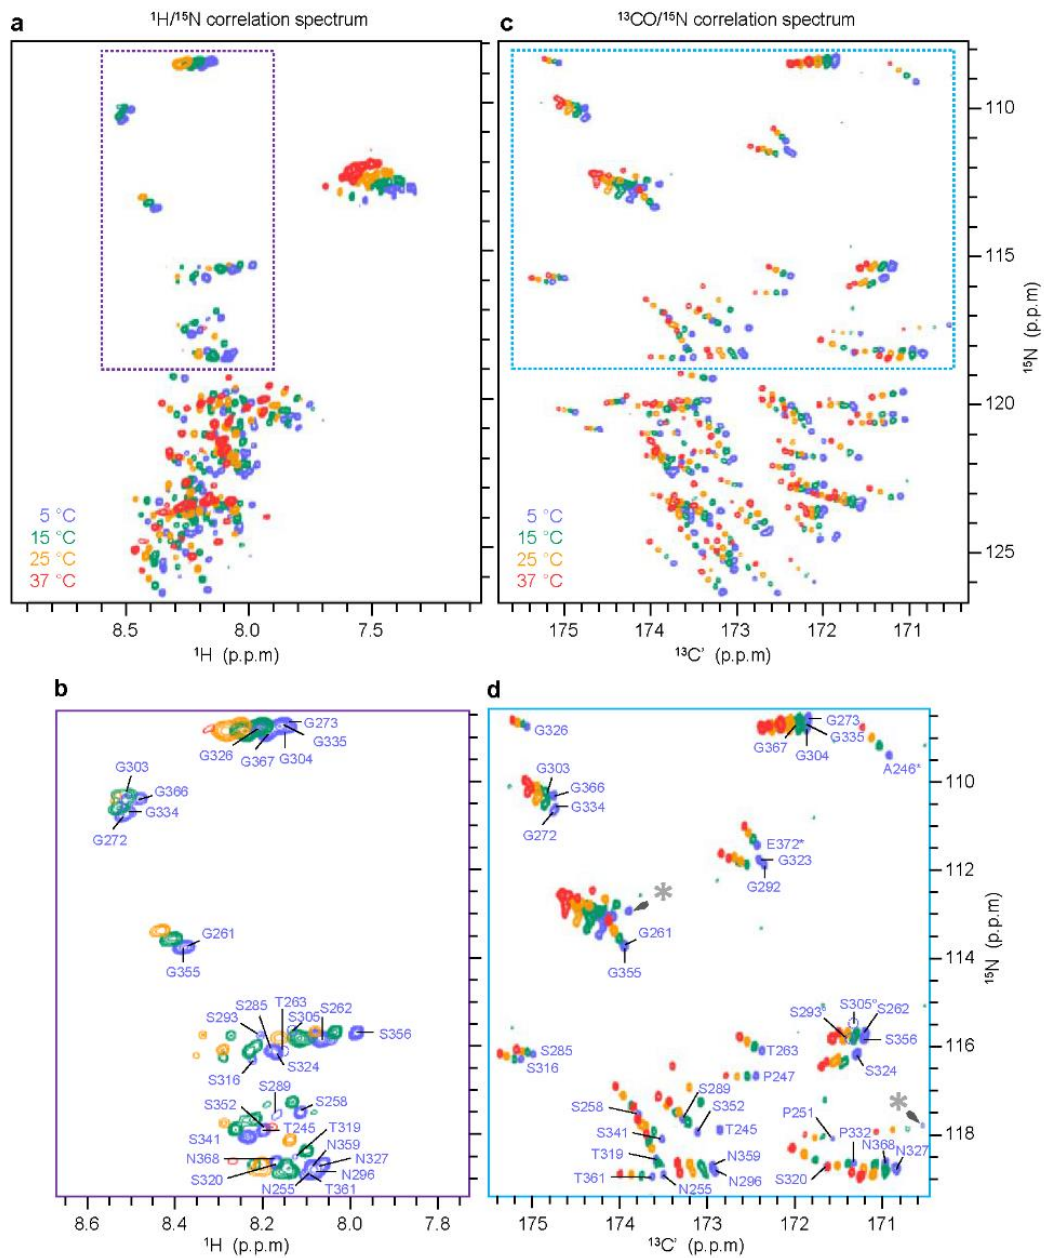 a
¹H/¹⁵N correlation spectrum
c
¹³CO/¹⁵N correlation spectrum
110
115
120
125
¹⁵N (p.p.m)
5 °C
15 °C
25 °C
37 °C
8.5
8.0
7.5
¹H (p.p.m)
5 °C
15 °C
25 °C
37 °C
175
174
173
172
171
¹³C' (p.p.m)
b
G273
G326
G335
G367
G304
G303
G366
G334
G272
G261
G355
T263
S285
S262
S293
S305
S356
S324
S316
S289
S352
S258
T245
T319
S341
N359
N368
N327
S320
N296
N255
T361
8.6
8.4
8.2
8.0
7.8
¹H (p.p.m)
d
G326
G273
G335
G367
G304
A246*
G303
G366
G334
G272
E372*
G323
G292
*
G261
G355
S305°
S293°
S262
S356
S285
T263
S316
S324
P247
*
S289
S258
S352
P251
T245
S341
P332
N368
T319
N359
N327
S320
T361
N296
N255
110
112
114
116
118
¹⁵N (p.p.m)
175
174
173
172
171
¹³C' (p.p.m)